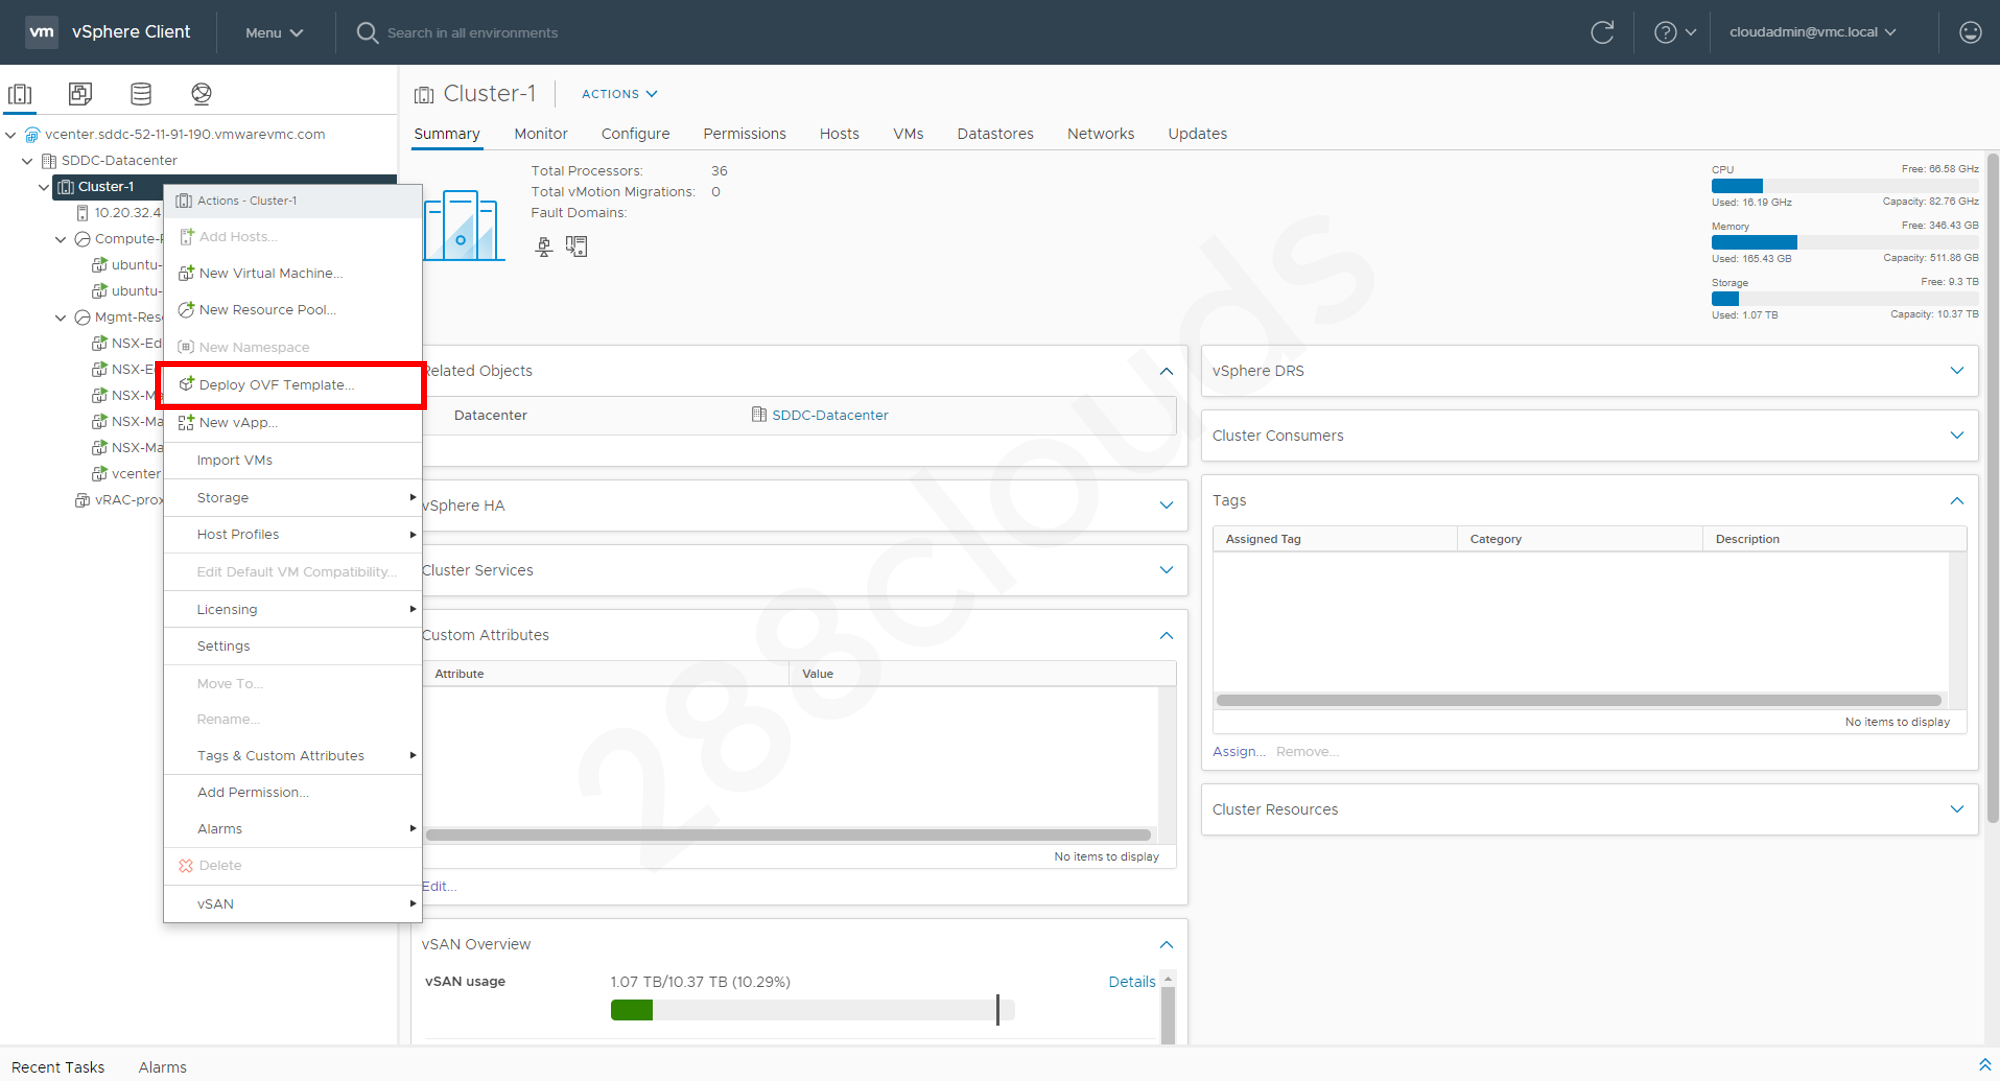 vm vSphere Client Menu Search in all environments cloudadmin@vmc.local
vcenter.sddc-52-11-91-190.vmwarevmc.com
SDDC-Datacenter
Cluster-1
10.20.32.4
Compute-R
ubuntu-
ubuntu-
Mgmt-Res
NSX-Ed
NSX-E
NSX-Ma
NSX-Ma
NSX-Ma
vcenter
vRAC-prox
Actions - Cluster-1
Add Hosts...
New Virtual Machine...
New Resource Pool...
New Namespace
Deploy OVF Template...
New vApp...
Import VMs
Storage
Host Profiles
Edit Default VM Compatibility...
Licensing
Settings
Move To...
Rename...
Tags & Custom Attributes
Add Permission...
Alarms
Delete
vSAN
Cluster-1 ACTIONS
Summary Monitor Configure Permissions Hosts VMs Datastores Networks Updates
Total Processors: 36
Total vMotion Migrations: 0
Fault Domains:
CPU Free: 66.58 GHz
Used: 16.19 GHz Capacity: 82.76 GHz
Memory Free: 346.43 GB
Used: 165.43 GB Capacity: 511.86 GB
Storage Free: 9.3 TB
Used: 1.07 TB Capacity: 10.37 TB
Related Objects
Datacenter SDDC-Datacenter
vSphere HA
Cluster Services
Custom Attributes
Attribute Value
No items to display
Edit...
vSAN Overview
vSAN usage 1.07 TB/10.37 TB (10.29%) Details
vSphere DRS
Cluster Consumers
Tags
Assigned Tag Category Description
No items to display
Assign... Remove...
Cluster Resources
288clouds
Recent Tasks Alarms